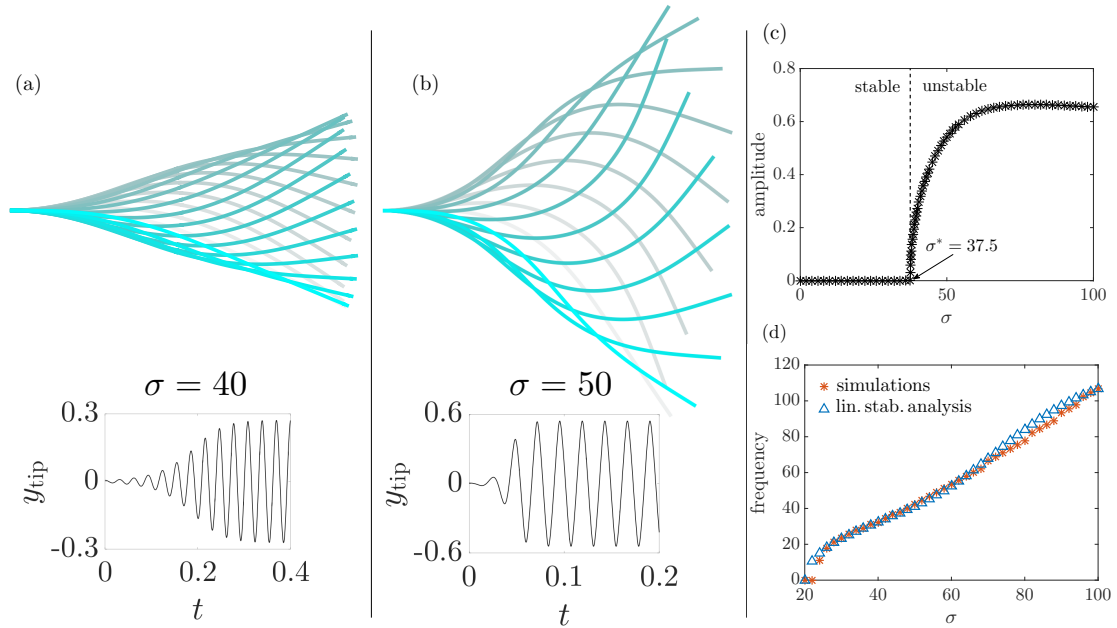 (a)
σ = 40
0.3
0
-0.3
y_tip
0
0.2
0.4
t
(b)
σ = 50
0.6
0
-0.6
y_tip
0
0.1
0.2
t
(c)
0.8
0.6
0.4
0.2
0
amplitude
stable
unstable
σ* = 37.5
0
50
100
σ
(d)
120
100
80
60
40
20
0
frequency
simulations
lin. stab. analysis
20
40
60
80
100
σ